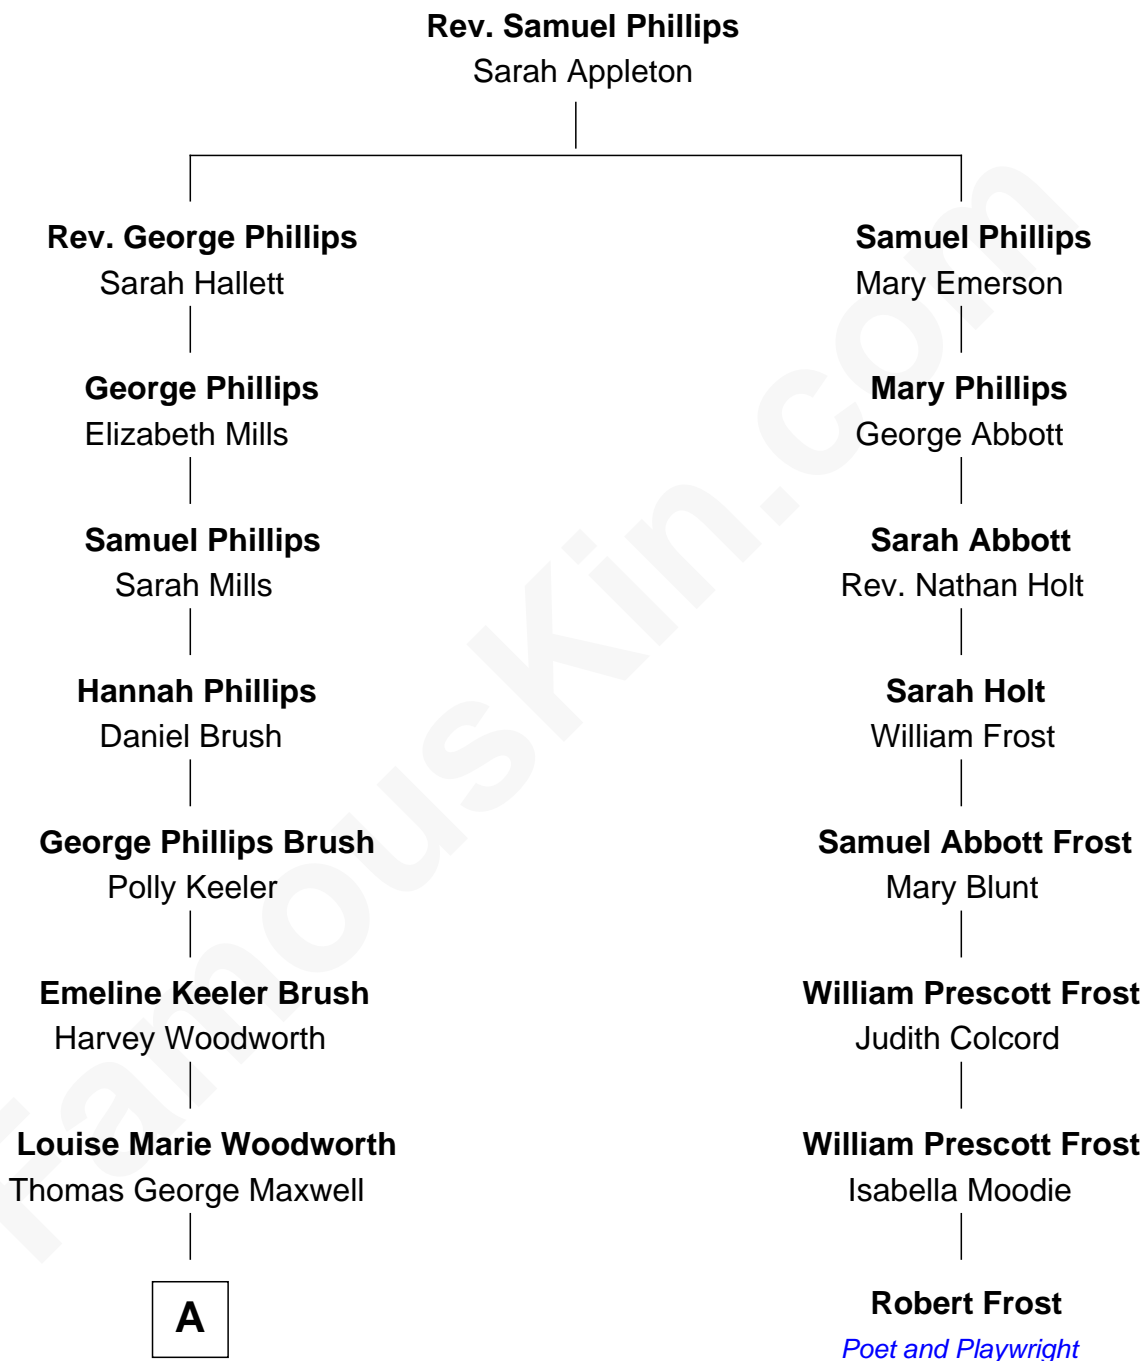 Rev. Samuel Phillips
Sarah Appleton
Rev. George Phillips
Sarah Hallett
Samuel Phillips
Mary Emerson
George Phillips
Elizabeth Mills
Mary Phillips
George Abbott
Samuel Phillips
Sarah Mills
Sarah Abbott
Rev. Nathan Holt
Hannah Phillips
Daniel Brush
Sarah Holt
William Frost
George Phillips Brush
Polly Keeler
Samuel Abbott Frost
Mary Blunt
Emeline Keeler Brush
Harvey Woodworth
William Prescott Frost
Judith Colcord
Louise Marie Woodworth
Thomas George Maxwell
William Prescott Frost
Isabella Moodie
A
Robert Frost
Poet and Playwright
FamousKin.com